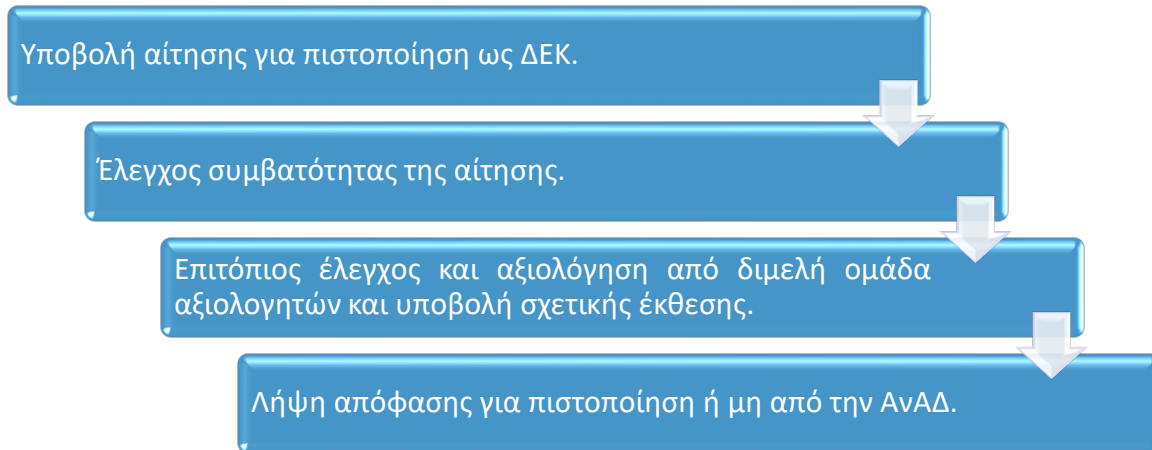 Υποβολή αίτησης για πιστοποίηση ως ΔΕΚ.
Έλεγχος συμβατότητας της αίτησης.
Επιτόπιος έλεγχος και αξιολόγηση από διμελή ομάδα
αξιολογητών και υποβολή σχετικής έκθεσης.
Λήψη απόφασης για πιστοποίηση ή μη από την ΑνΑΔ.